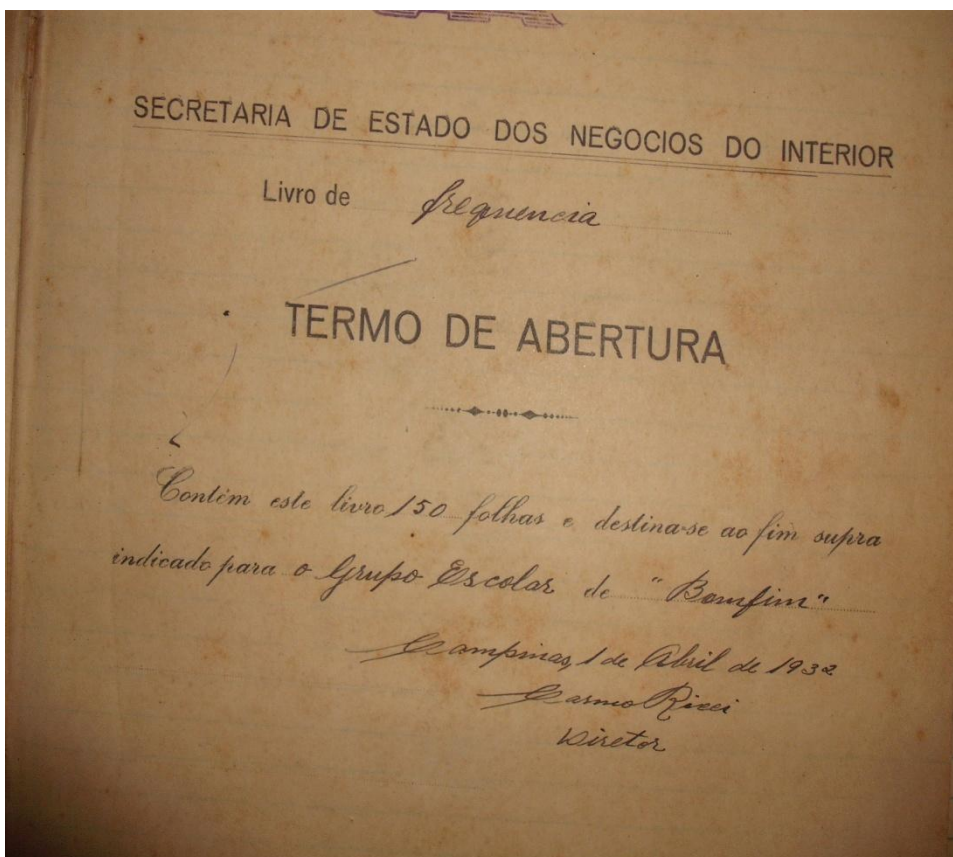 SECRETARIA DE ESTADO DOS NEGOCIOS DO INTERIOR
Livro de frequencia
TERMO DE ABERTURA
Contém este livro 150 folhas e destina-se ao fim supra
indicado para o Grupo Escolar de "Bomfim"
Campinas, 1 de Abril de 1932
Carmo Ricci
Diretor